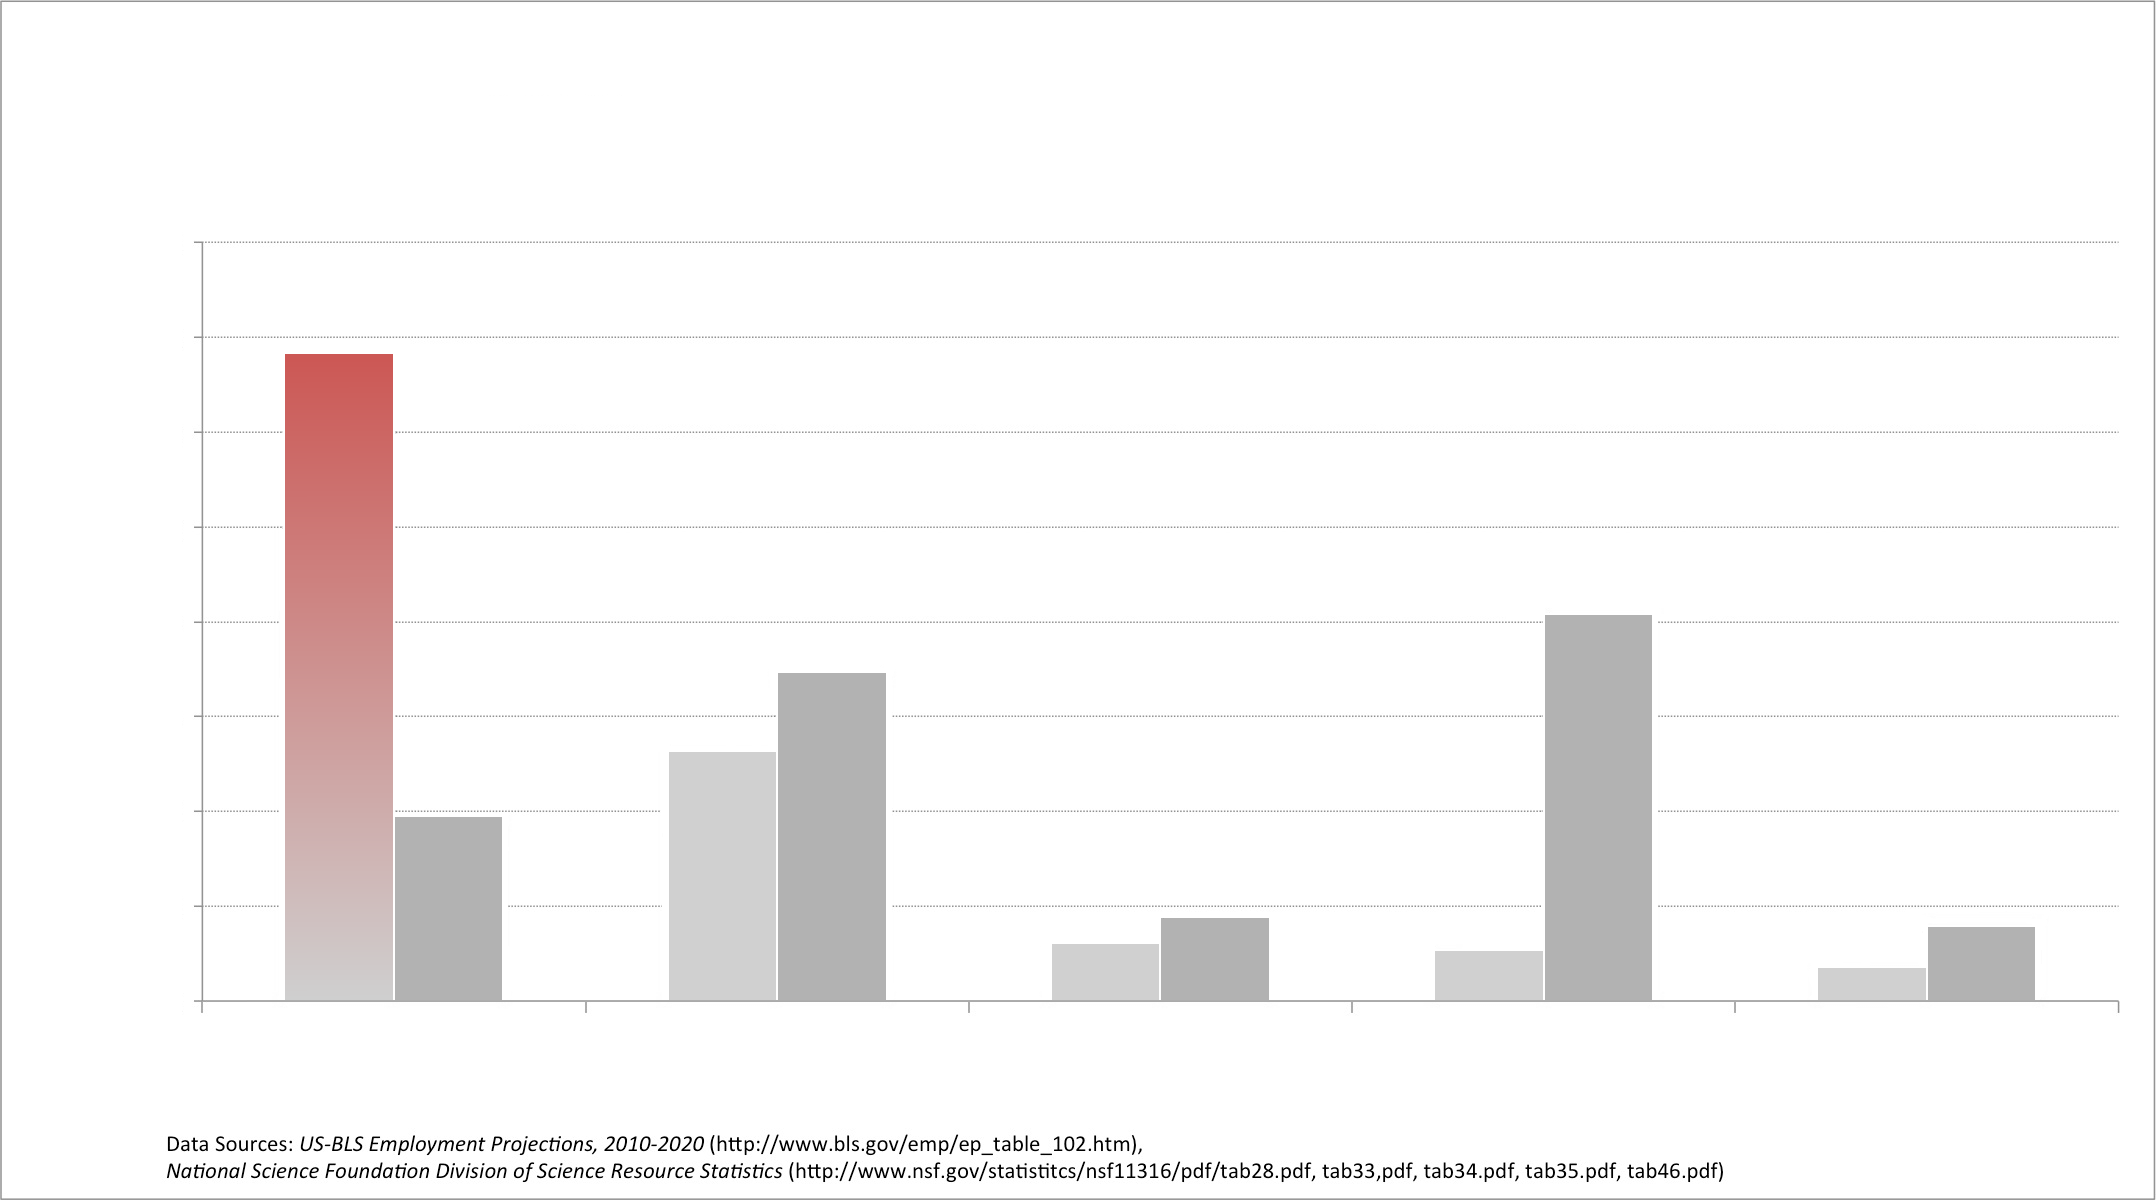 Data Sources: US-BLS Employment Projections, 2010-2020 (http://www.bls.gov/emp/ep_table_102.htm),
National Science Foundation Division of Science Resource Statistics (http://www.nsf.gov/statistitcs/nsf11316/pdf/tab28.pdf, tab33,pdf, tab34.pdf, tab35.pdf, tab46.pdf)